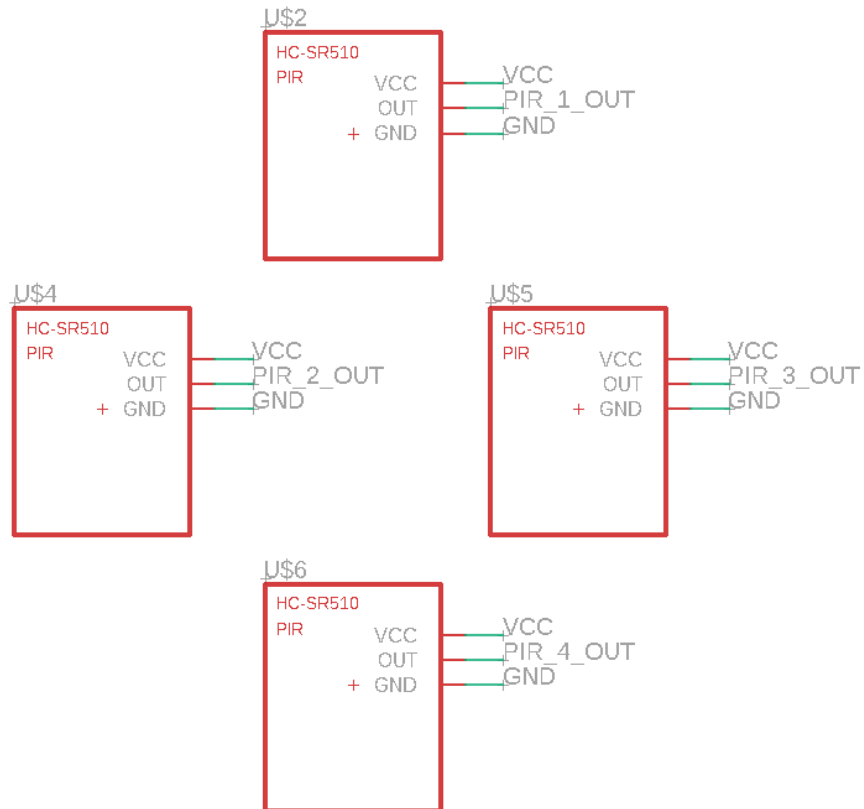 U$2
HC-SR510
PIR
VCC VCC
OUT PIR_1_OUT
+ GND GND
U$4
HC-SR510
PIR
VCC VCC
OUT PIR_2_OUT
+ GND GND
U$5
HC-SR510
PIR
VCC VCC
OUT PIR_3_OUT
+ GND GND
U$6
HC-SR510
PIR
VCC VCC
OUT PIR_4_OUT
+ GND GND